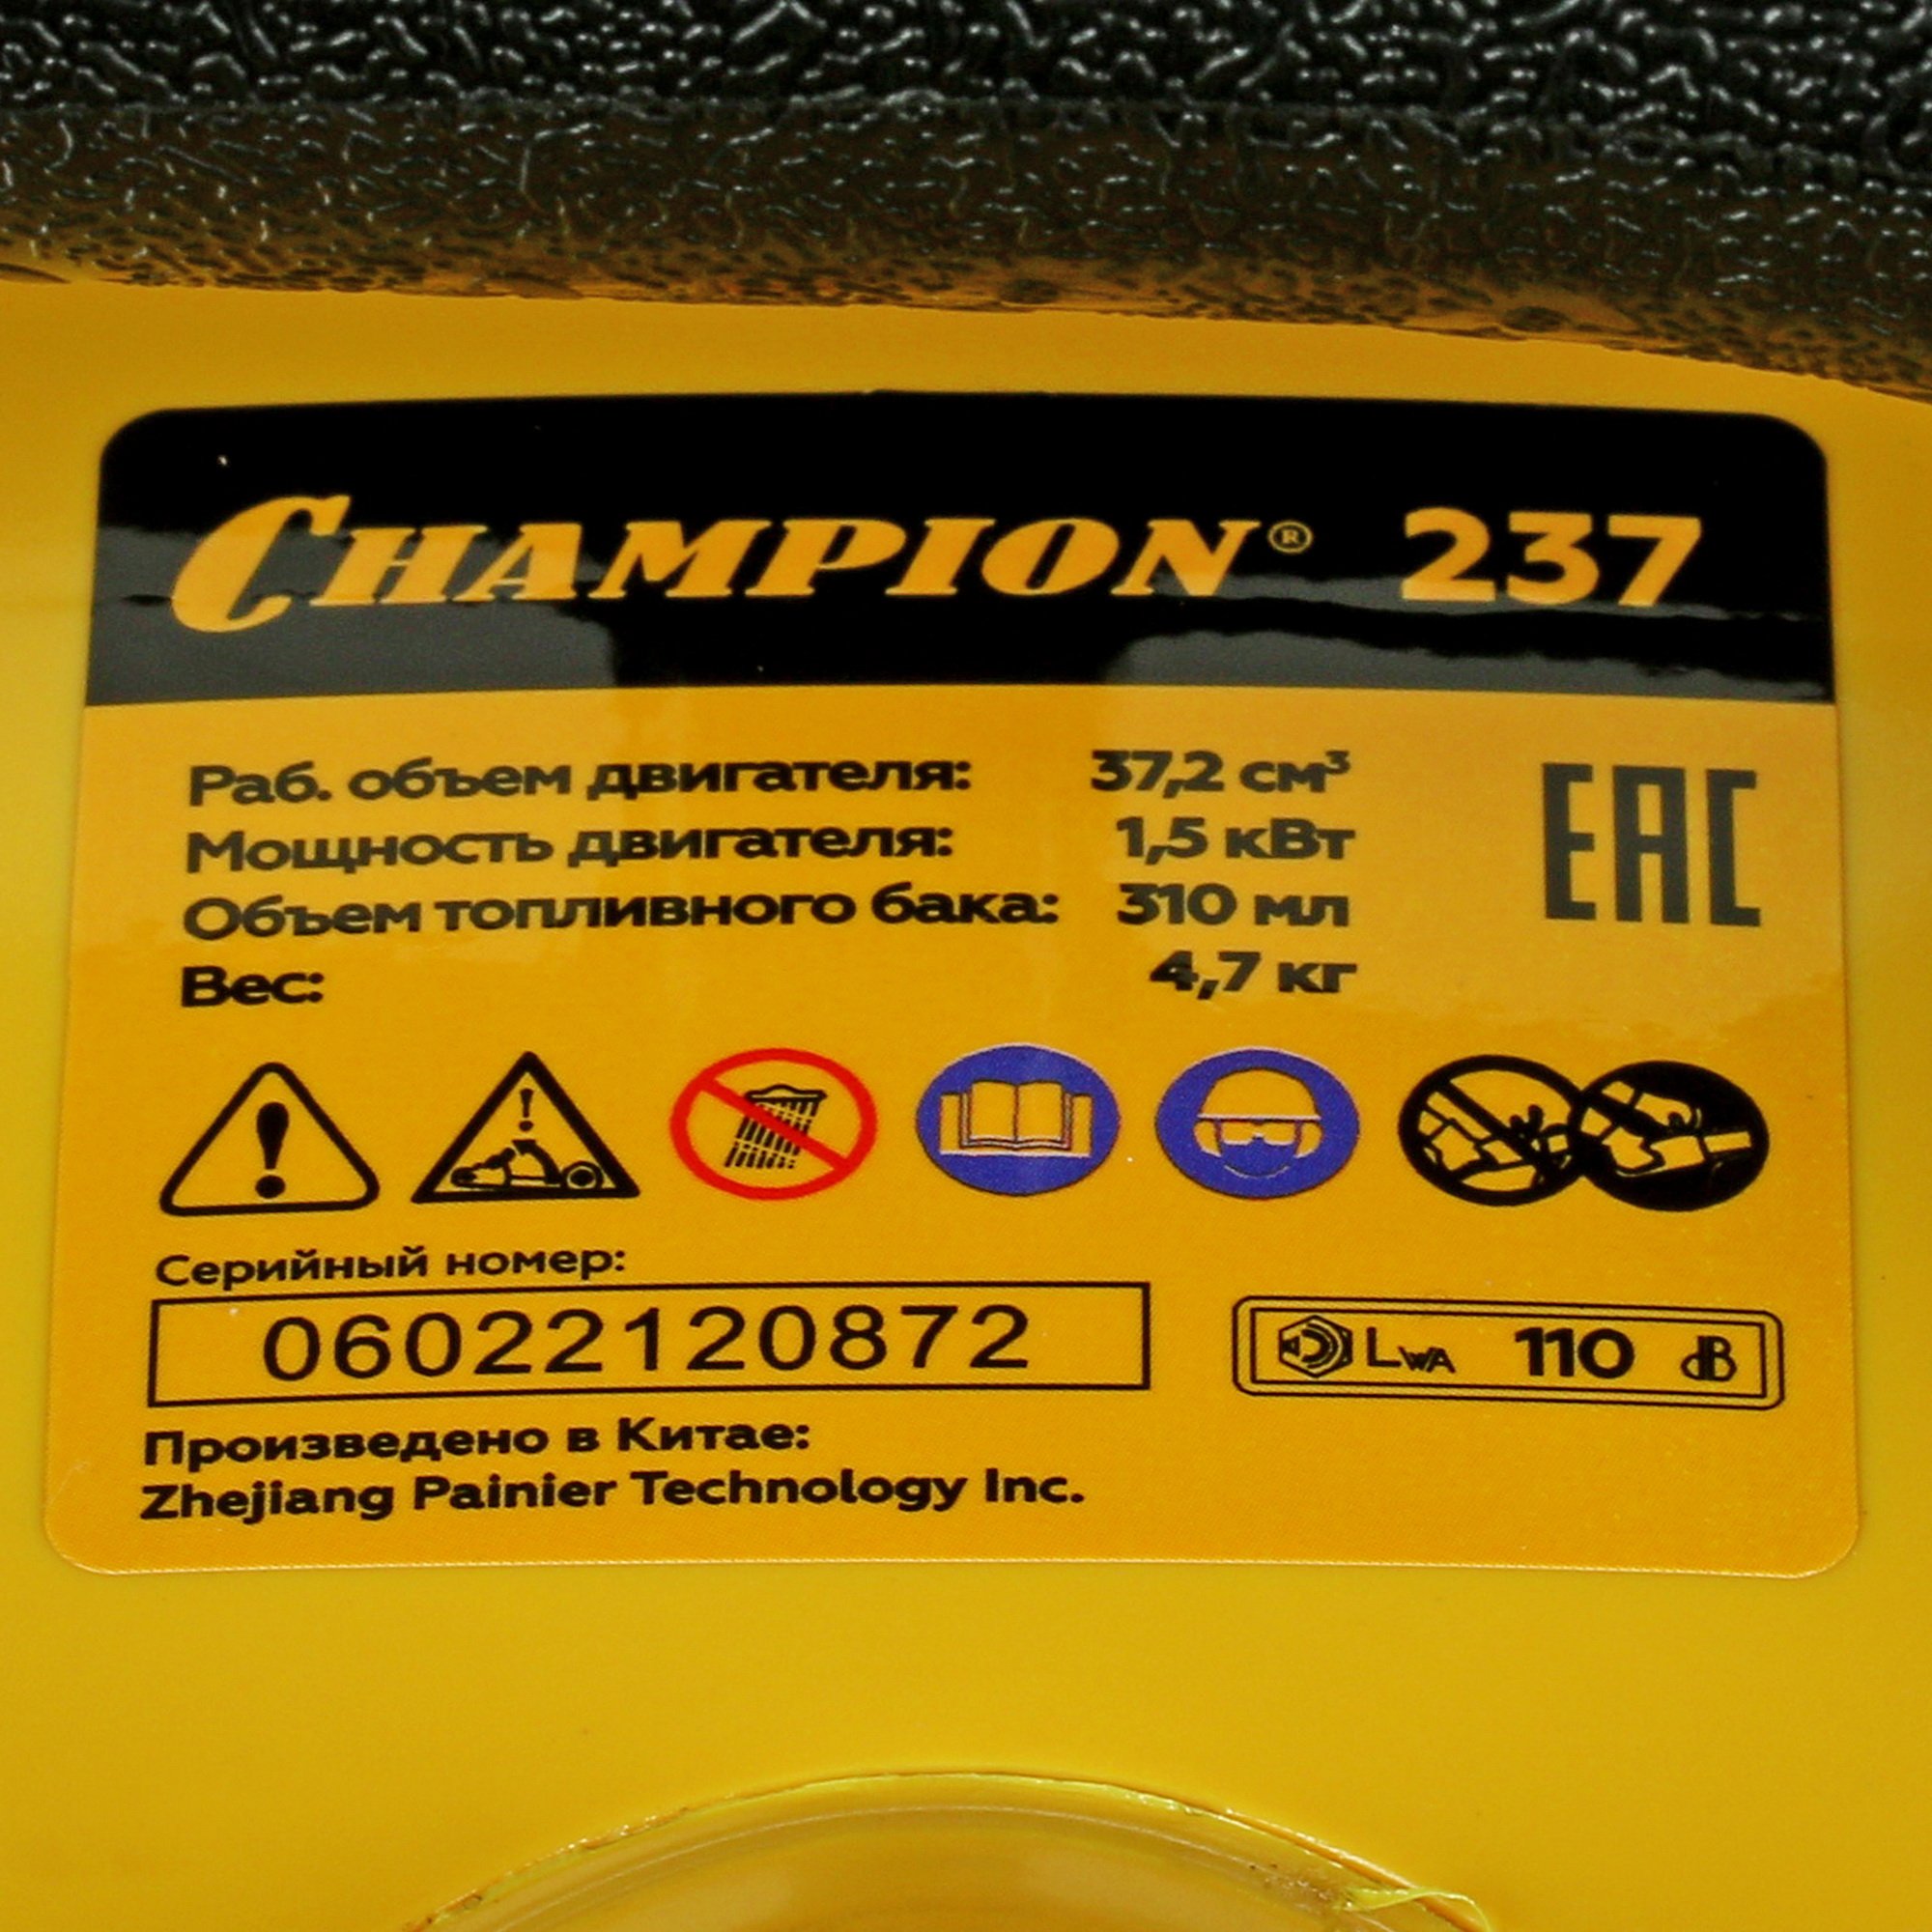 CHAMPION® 237
Раб. объем двигателя: 37,2 см³
Мощность двигателя: 1,5 кВт
Объем топливного бака: 310 мл
Вес: 4,7 кг
EAC
Серийный номер:
06022120872
LWA 110 dB
Произведено в Китае:
Zhejiang Painier Technology Inc.